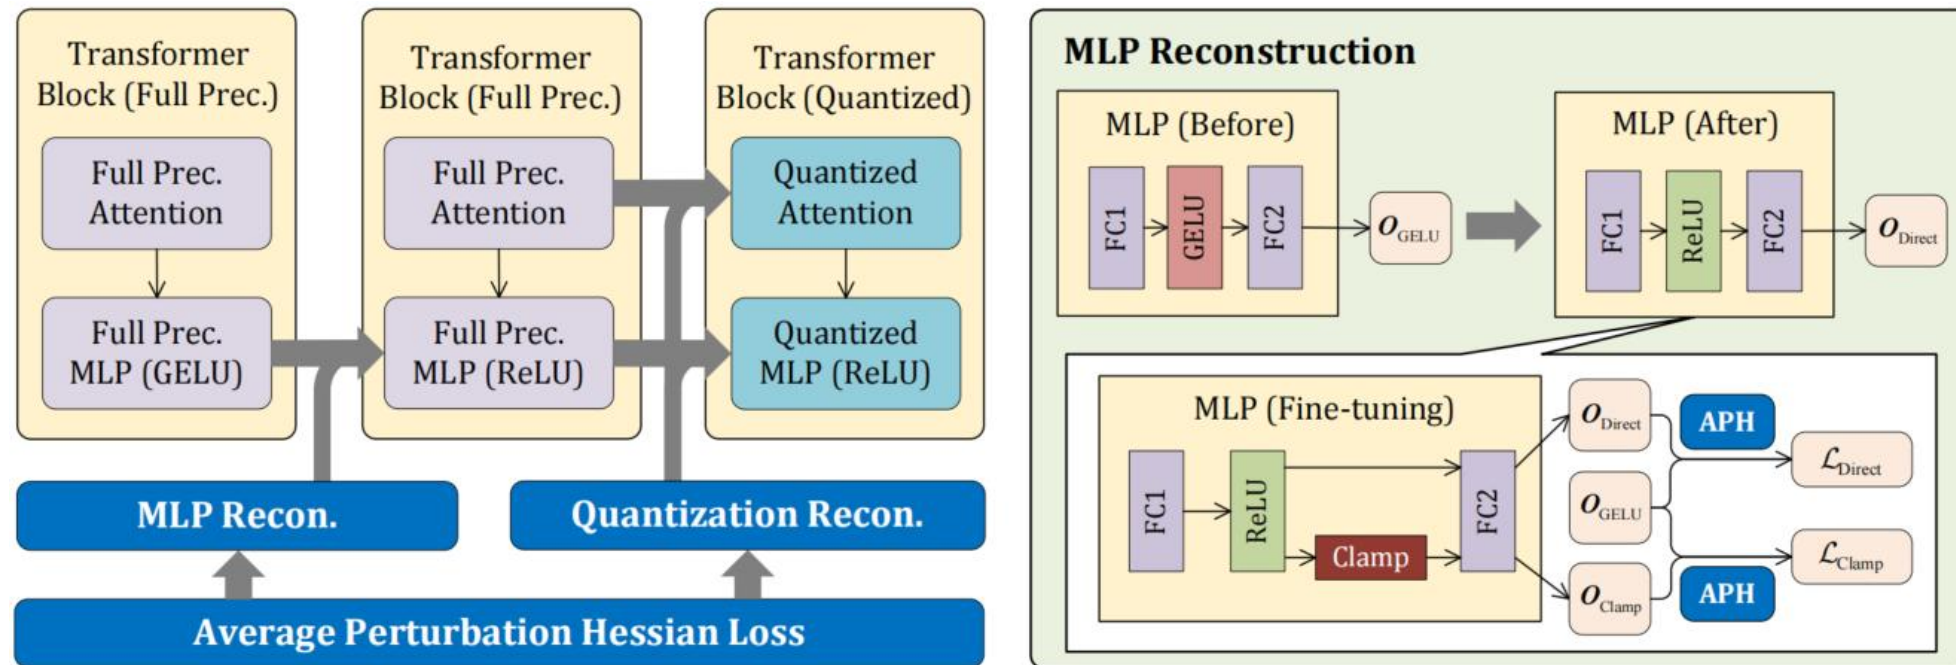 Transformer
Block (Full Prec.)
Full Prec.
Attention
Full Prec.
MLP (GELU)
Transformer
Block (Full Prec.)
Full Prec.
Attention
Full Prec.
MLP (ReLU)
Transformer
Block (Quantized)
Quantized
Attention
Quantized
MLP (ReLU)
MLP Recon.
Quantization Recon.
Average Perturbation Hessian Loss
MLP Reconstruction
MLP (Before)
FC1
GELU
FC2
O_GELU
MLP (After)
FC1
ReLU
FC2
O_Direct
MLP (Fine-tuning)
FC1
ReLU
Clamp
FC2
O_Direct
APH
ℒ_Direct
O_GELU
ℒ_Clamp
O_Clamp
APH